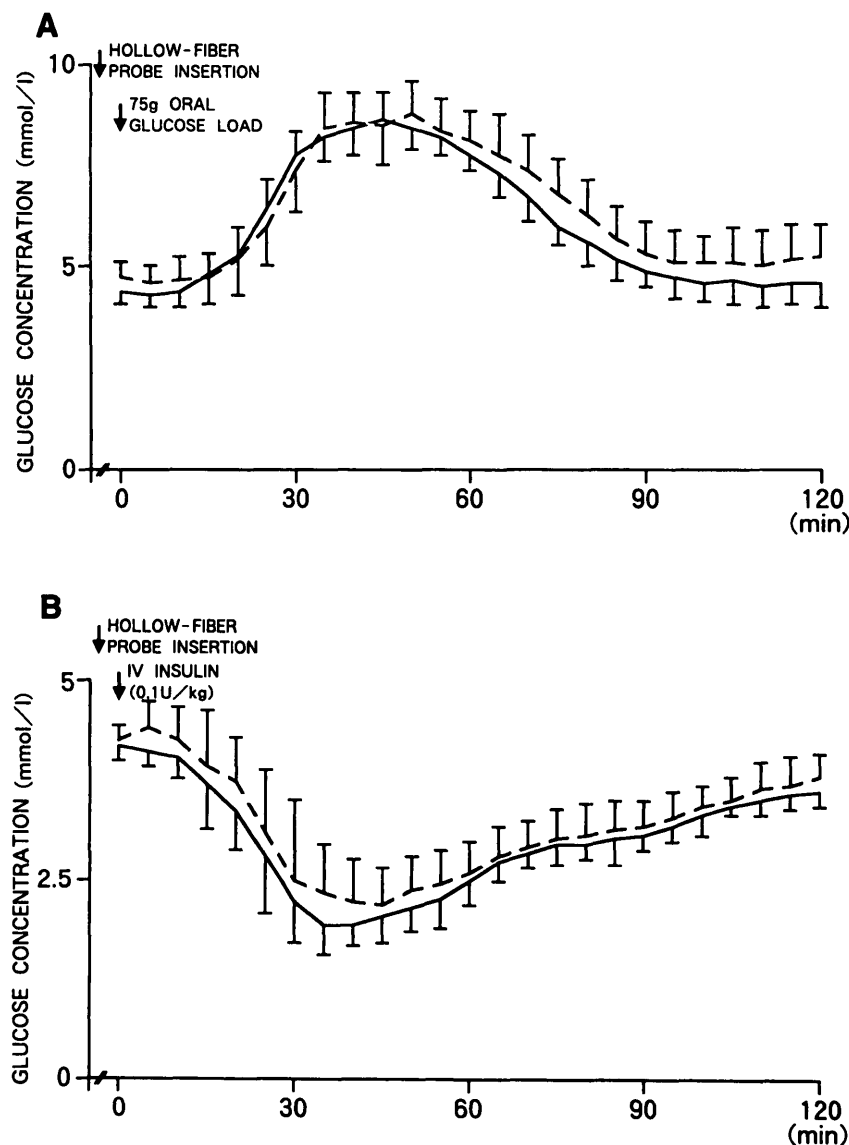 A
HOLLOW-FIBER
PROBE INSERTION
75g ORAL
GLUCOSE LOAD
GLUCOSE CONCENTRATION (mmol/l)
10
5
0
0 30 60 90 120
(min)
B
HOLLOW-FIBER
PROBE INSERTION
IV INSULIN
(0.1U/kg)
GLUCOSE CONCENTRATION (mmol/l)
5
2.5
0
0 30 60 90 120
(min)